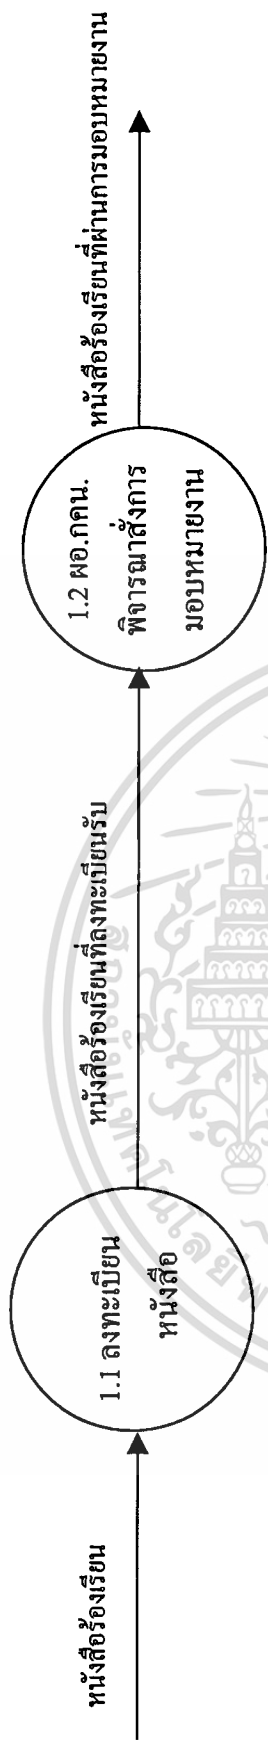 หนังสือร้องเรียน
1.1 ลงทะเบียน
หนังสือ
หนังสือร้องเรียนที่ลงทะเบียนรับ
1.2 ผอ.กคน.
พิจารณาสั่งการ
มอบหมายงาน
หนังสือร้องเรียนที่ผ่านการมอบหมายงาน